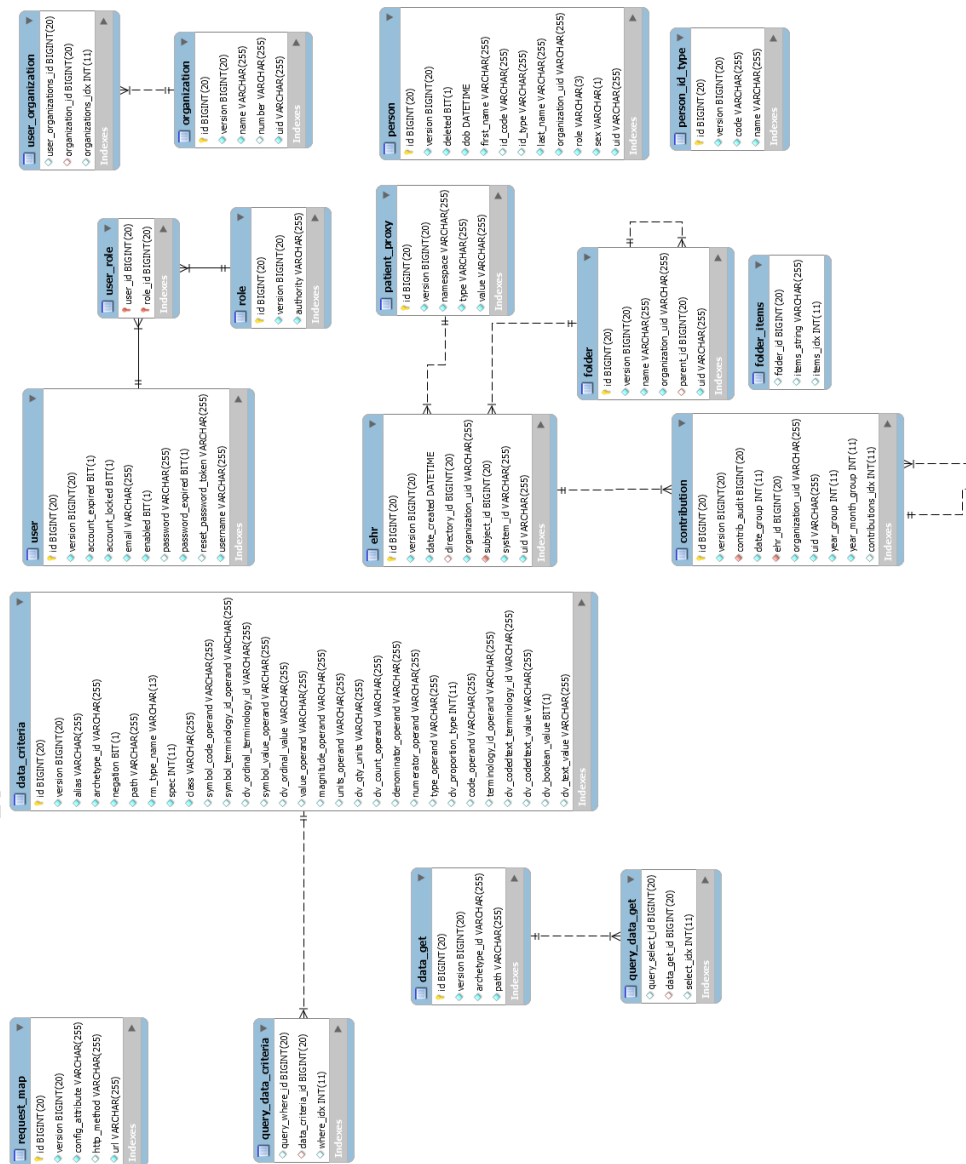 request_map
id BIGINT(20)
version BIGINT(20)
config_attribute VARCHAR(255)
http_method VARCHAR(255)
url VARCHAR(255)
Indexes
data_criteria
id BIGINT(20)
version BIGINT(20)
alias VARCHAR(255)
archetype_id VARCHAR(255)
negation BIT(1)
path VARCHAR(255)
rm_type_name VARCHAR(13)
spec INT(11)
class VARCHAR(255)
symbol_code_operand VARCHAR(255)
symbol_terminology_id_operand VARCHAR(255)
dv_ordinal_terminology_id VARCHAR(255)
symbol_value_operand VARCHAR(255)
dv_ordinal_value VARCHAR(255)
value_operand VARCHAR(255)
magnitude_operand VARCHAR(255)
units_operand VARCHAR(255)
dv_qty_units VARCHAR(255)
dv_count_operand VARCHAR(255)
denominator_operand VARCHAR(255)
numerator_operand VARCHAR(255)
type_operand VARCHAR(255)
dv_proportion_type INT(11)
code_operand VARCHAR(255)
terminology_id_operand VARCHAR(255)
dv_codedtext_terminology_id VARCHAR(255)
dv_codedtext_value VARCHAR(255)
dv_boolean_value BIT(1)
dv_text_value VARCHAR(255)
Indexes
user
id BIGINT(20)
version BIGINT(20)
account_expired BIT(1)
account_locked BIT(1)
email VARCHAR(255)
enabled BIT(1)
password VARCHAR(255)
password_expired BIT(1)
reset_password_token VARCHAR(255)
username VARCHAR(255)
Indexes
user_role
user_id BIGINT(20)
role_id BIGINT(20)
Indexes
user_organization
user_organizations_id BIGINT(20)
organization_id BIGINT(20)
organizations_idx INT(11)
Indexes
organization
id BIGINT(20)
version BIGINT(20)
name VARCHAR(255)
number VARCHAR(255)
uid VARCHAR(255)
Indexes
role
id BIGINT(20)
version BIGINT(20)
authority VARCHAR(255)
Indexes
query_data_criteria
query_where_id BIGINT(20)
data_criteria_id BIGINT(20)
where_idx INT(11)
Indexes
data_get
id BIGINT(20)
version BIGINT(20)
archetype_id VARCHAR(255)
path VARCHAR(255)
Indexes
query_data_get
query_select_id BIGINT(20)
data_get_id BIGINT(20)
select_idx INT(11)
Indexes
ehr
id BIGINT(20)
version BIGINT(20)
date_created DATETIME
directory_id BIGINT(20)
organization_uid VARCHAR(255)
subject_id BIGINT(20)
system_id VARCHAR(255)
uid VARCHAR(255)
Indexes
patient_proxy
id BIGINT(20)
version BIGINT(20)
namespace VARCHAR(255)
type VARCHAR(255)
value VARCHAR(255)
Indexes
person
id BIGINT(20)
version BIGINT(20)
deleted BIT(1)
dob DATETIME
first_name VARCHAR(255)
id_code VARCHAR(255)
id_type VARCHAR(255)
last_name VARCHAR(255)
organization_uid VARCHAR(255)
role VARCHAR(3)
sex VARCHAR(1)
uid VARCHAR(255)
Indexes
folder
id BIGINT(20)
version BIGINT(20)
name VARCHAR(255)
organization_uid VARCHAR(255)
parent_id BIGINT(20)
uid VARCHAR(255)
Indexes
person_id_type
id BIGINT(20)
version BIGINT(20)
code VARCHAR(255)
name VARCHAR(255)
Indexes
contribution
id BIGINT(20)
version BIGINT(20)
contrib_audit BIGINT(20)
date_group INT(11)
ehr_id BIGINT(20)
organization_uid VARCHAR(255)
uid VARCHAR(255)
year_group INT(11)
year_month_group INT(11)
contributions_idx INT(11)
Indexes
folder_items
folder_id BIGINT(20)
items_string VARCHAR(255)
items_idx INT(11)
Indexes